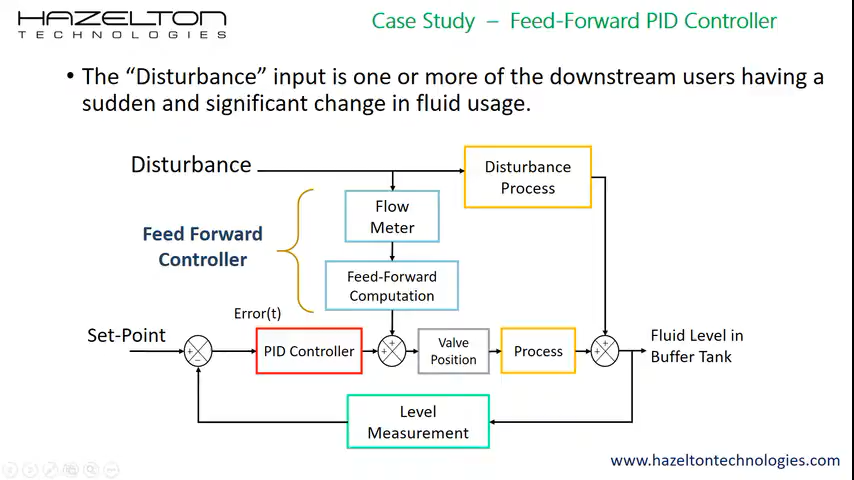 HAZELTON
TECHNOLOGIES
Case Study – Feed-Forward PID Controller
• The “Disturbance” input is one or more of the downstream users having a
sudden and significant change in fluid usage.
Disturbance
Disturbance
Process
Flow
Meter
Feed Forward
Controller
Feed-Forward
Computation
Error(t)
Set-Point
+
−
PID Controller
+
+
Valve
Position
Process
+
+
Fluid Level in
Buffer Tank
Level
Measurement
www.hazeltontechnologies.com